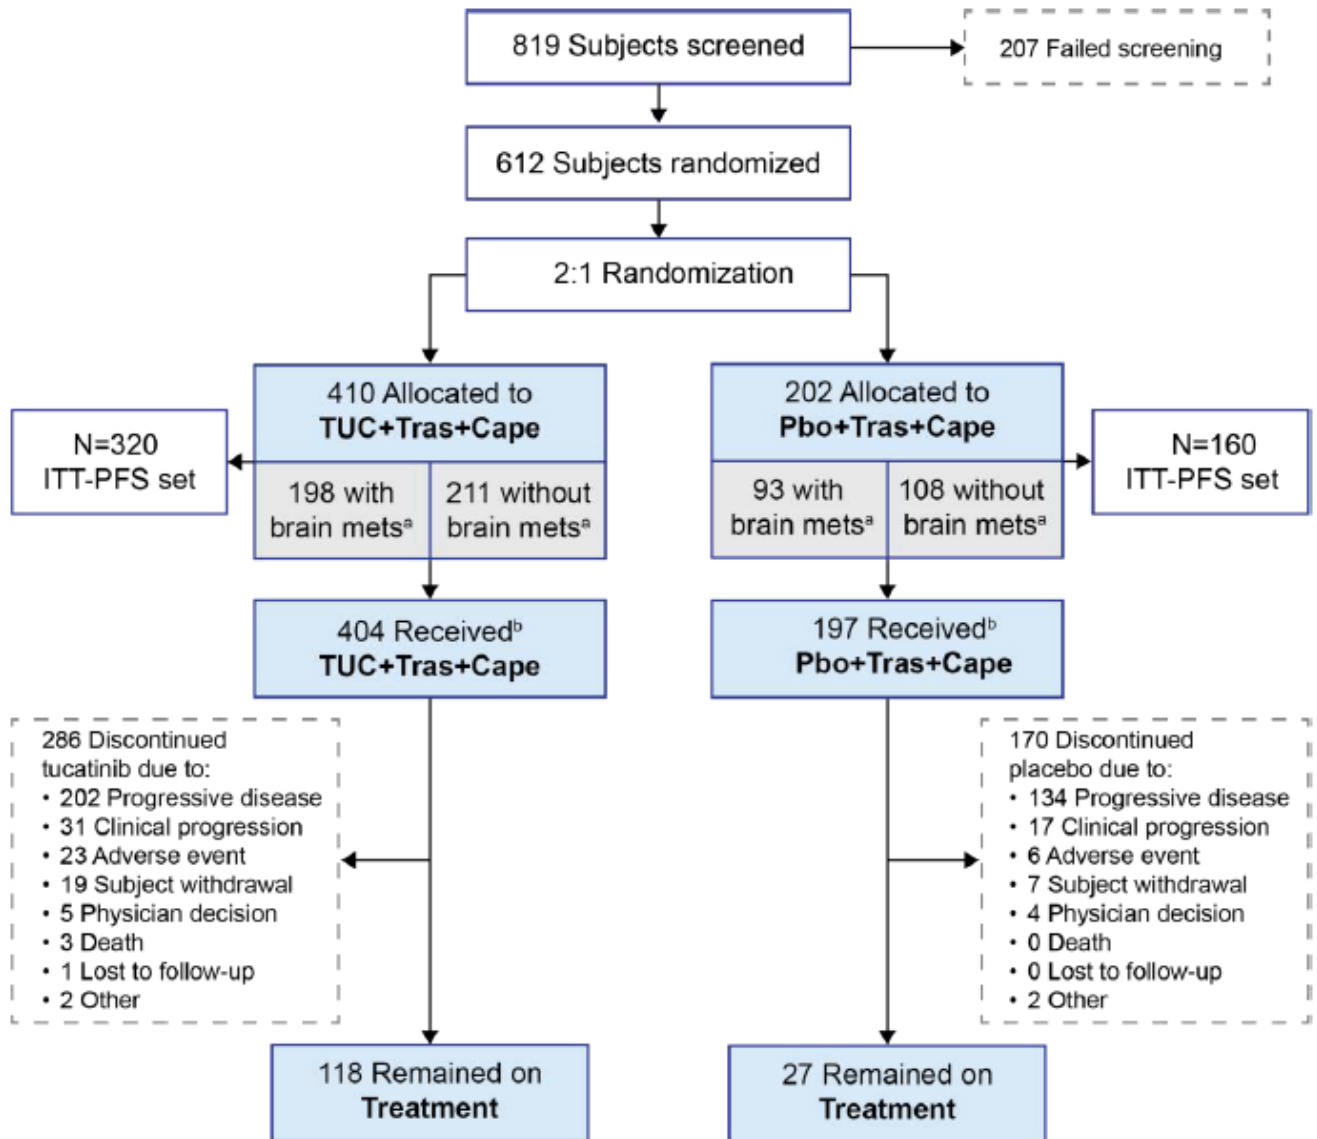 819 Subjects screened
207 Failed screening
612 Subjects randomized
2:1 Randomization
410 Allocated to
TUC+Tras+Cape
202 Allocated to
Pbo+Tras+Cape
N=320
ITT-PFS set
198 with
brain metsᵃ
211 without
brain metsᵃ
93 with
brain metsᵃ
108 without
brain metsᵃ
N=160
ITT-PFS set
404 Receivedᵇ
TUC+Tras+Cape
197 Receivedᵇ
Pbo+Tras+Cape
286 Discontinued
tucatinib due to:
• 202 Progressive disease
• 31 Clinical progression
• 23 Adverse event
• 19 Subject withdrawal
• 5 Physician decision
• 3 Death
• 1 Lost to follow-up
• 2 Other
170 Discontinued
placebo due to:
• 134 Progressive disease
• 17 Clinical progression
• 6 Adverse event
• 7 Subject withdrawal
• 4 Physician decision
• 0 Death
• 0 Lost to follow-up
• 2 Other
118 Remained on
Treatment
27 Remained on
Treatment